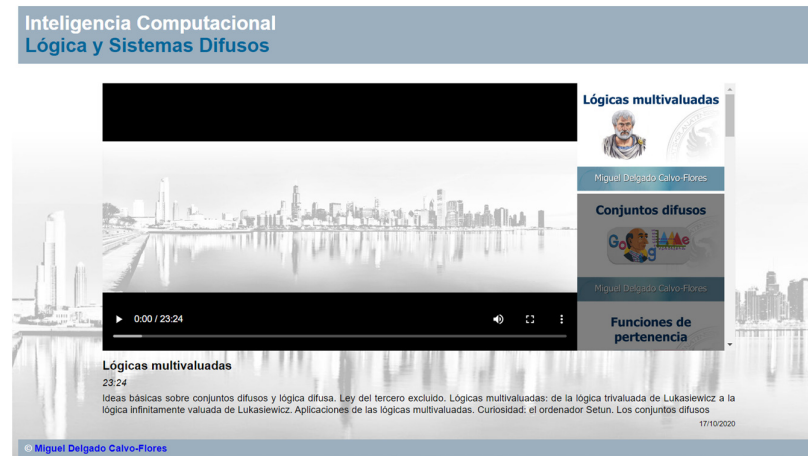 Inteligencia Computacional
Lógica y Sistemas Difusos
Lógicas multivaluadas
Miguel Delgado Calvo-Flores
Conjuntos difusos
Miguel Delgado Calvo-Flores
Funciones de
pertenencia
0:00 / 23:24
Lógicas multivaluadas
23:24
Ideas básicas sobre conjuntos difusos y lógica difusa. Ley del tercero excluido. Lógicas multivaluadas: de la lógica trivaluada de Lukasiewicz a la
lógica infinitamente valuada de Lukasiewicz. Aplicaciones de las lógicas multivaluadas. Curiosidad: el ordenador Setun. Los conjuntos difusos
17/10/2020
© Miguel Delgado Calvo-Flores